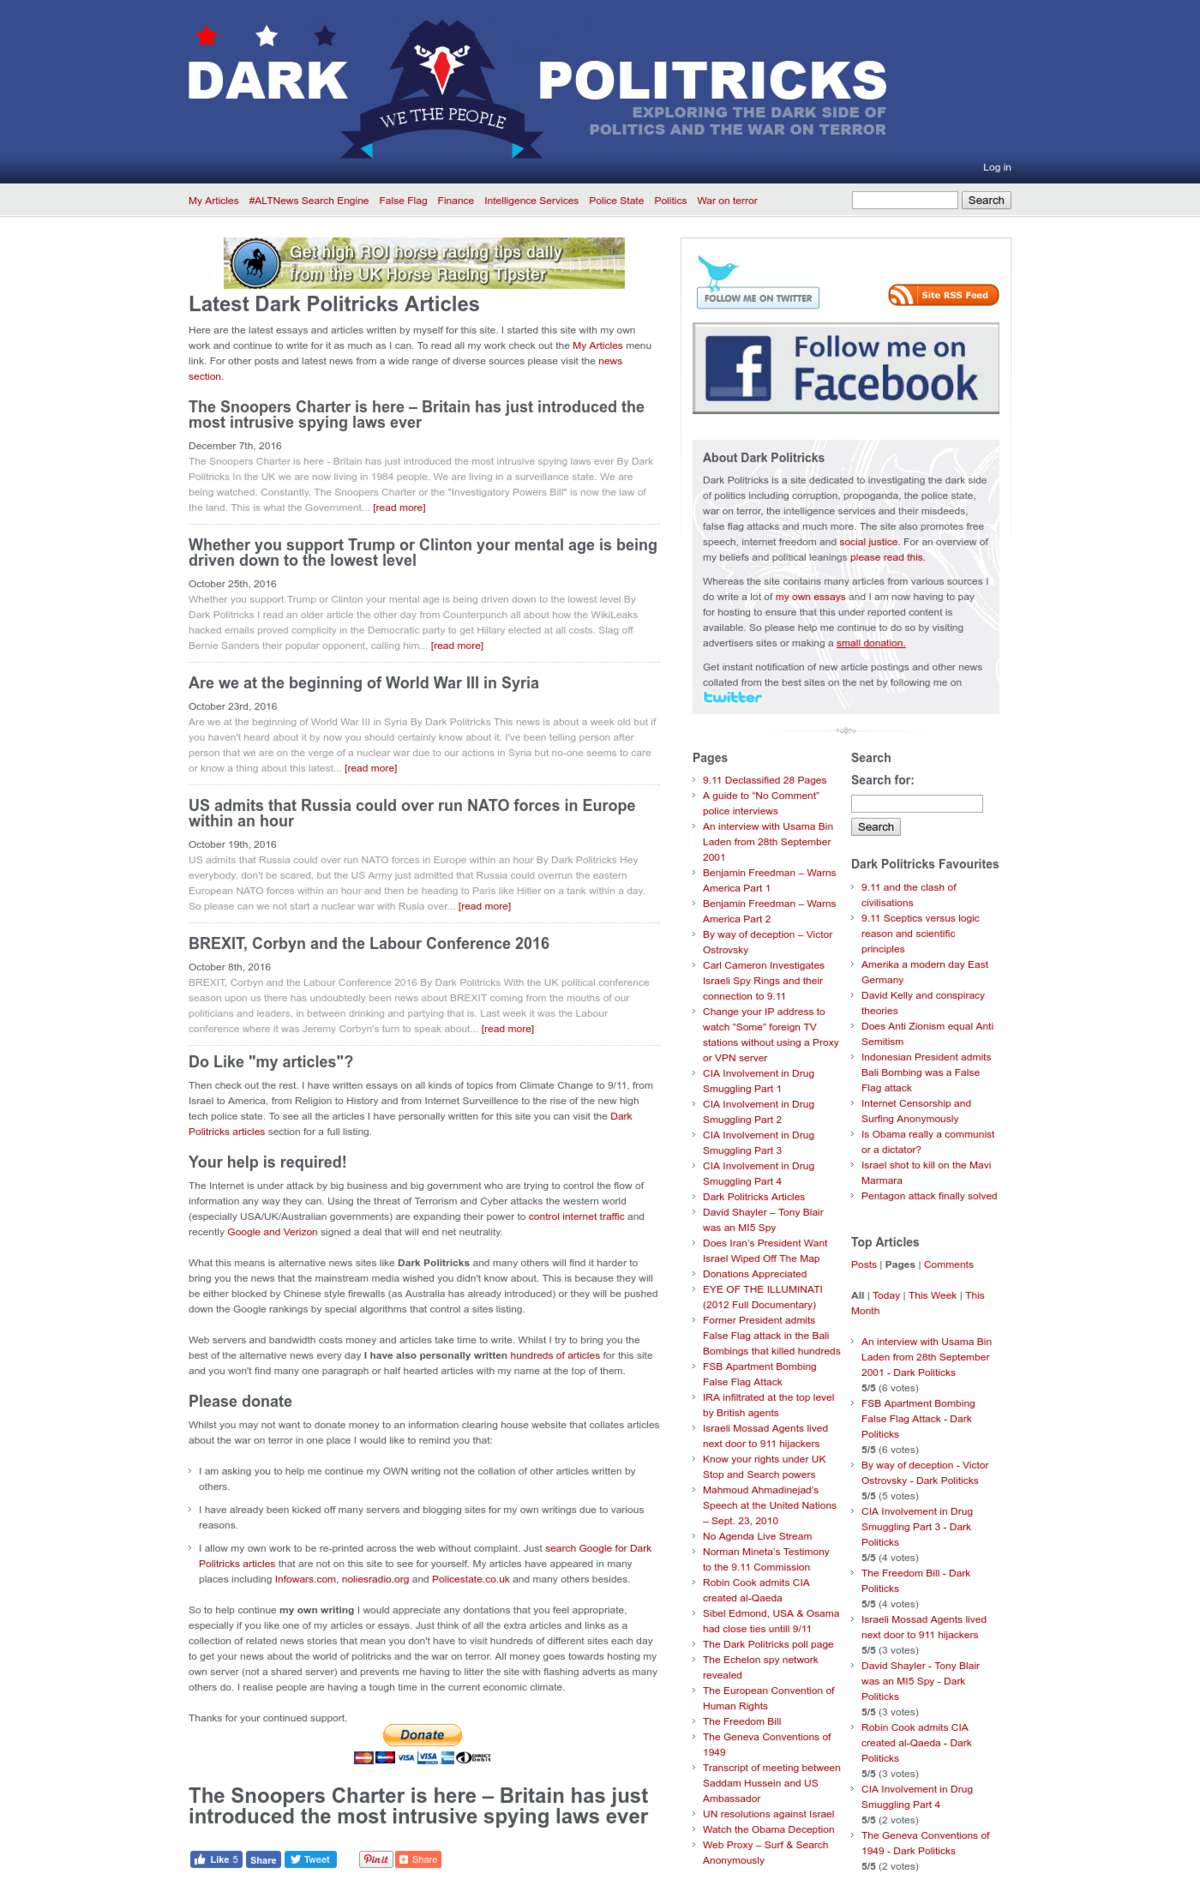 DARK POLITRICKS
WE THE PEOPLE
EXPLORING THE DARK SIDE OF
POLITICS AND THE WAR ON TERROR
Log in
My Articles #ALTNews Search Engine False Flag Finance Intelligence Services Police State Politics War on terror
Search
Get high ROI horse racing tips daily
from the UK Horse Racing Tipster
Latest Dark Politricks Articles
Here are the latest essays and articles written by myself for this site. I started this site with my own
work and continue to write for it as much as I can. To read all my work check out the My Articles menu
link. For other posts and latest news from a wide range of diverse sources please visit the news
section.
The Snoopers Charter is here – Britain has just introduced the
most intrusive spying laws ever
December 7th, 2016
The Snoopers Charter is here - Britain has just introduced the most intrusive spying laws ever By Dark
Politricks In the UK we are now living in 1984 people. We are living in a surveillance state. We are
being watched. Constantly. The Snoopers Charter or the "Investigatory Powers Bill" is now the law of
the land. This is what the Government... [read more]
Whether you support Trump or Clinton your mental age is being
driven down to the lowest level
October 25th, 2016
Whether you support Trump or Clinton your mental age is being driven down to the lowest level By
Dark Politricks I read an older article the other day from Counterpunch all about how the WikiLeaks
hacked emails proved complicity in the Democratic party to get Hillary elected at all costs. Slag off
Bernie Sanders their popular opponent, calling him... [read more]
Are we at the beginning of World War III in Syria
October 23rd, 2016
Are we at the beginning of World War III in Syria By Dark Politricks This news is about a week old but if
you haven't heard about it by now you should certainly know about it. I've been telling person after
person that we are on the verge of a nuclear war due to our actions in Syria but no-one seems to care
or know a thing about this latest... [read more]
US admits that Russia could over run NATO forces in Europe
within an hour
October 19th, 2016
US admits that Russia could over run NATO forces in Europe within an hour By Dark Politricks Hey
everybody, don't be scared, but the US Army just admitted that Russia could overrun the eastern
European NATO forces within an hour and then be heading to Paris like Hitler on a tank within a day.
So please can we not start a nuclear war with Rusia over... [read more]
BREXIT, Corbyn and the Labour Conference 2016
October 8th, 2016
BREXIT, Corbyn and the Labour Conference 2016 By Dark Politricks With the UK political conference
season upon us there has undoubtedly been news about BREXIT coming from the mouths of our
politicians and leaders, in between drinking and partying that is. Last week it was the Labour
conference where it was Jeremy Corbyn's turn to speak about... [read more]
Do Like "my articles"?
Then check out the rest. I have written essays on all kinds of topics from Climate Change to 9/11, from
Israel to America, from Religion to History and from Internet Surveillence to the rise of the new high
tech police state. To see all the articles I have personally written for this site you can visit the Dark
Politricks articles section for a full listing.
Your help is required!
The Internet is under attack by big business and big government who are trying to control the flow of
information any way they can. Using the threat of Terrorism and Cyber attacks the western world
(especially USA/UK/Australian governments) are expanding their power to control internet traffic and
recently Google and Verizon signed a deal that will end net neutrality.
What this means is alternative news sites like Dark Politricks and many others will find it harder to
bring you the news that the mainstream media wished you didn't know about. This is because they will
be either blocked by Chinese style firewalls (as Australia has already introduced) or they will be pushed
down the Google rankings by special algorithms that control a sites listing.
Web servers and bandwidth costs money and articles take time to write. Whilst I try to bring you the
best of the alternative news every day I have also personally written hundreds of articles for this site
and you won't find many one paragraph or half hearted articles with my name at the top of them.
Please donate
Whilst you may not want to donate money to an information clearing house website that collates articles
about the war on terror in one place I would like to remind you that:
I am asking you to help me continue my OWN writing not the collation of other articles written by
others.
I have already been kicked off many servers and blogging sites for my own writings due to various
reasons.
I allow my own work to be re-printed across the web without complaint. Just search Google for Dark
Politricks articles that are not on this site to see for yourself. My articles have appeared in many
places including Infowars.com, noliesradio.org and Policestate.co.uk and many others besides.
So to help continue my own writing I would appreciate any dontations that you feel appropriate,
especially if you like one of my articles or essays. Just think of all the extra articles and links as a
collection of related news stories that mean you don't have to visit hundreds of different sites each day
to get your news about the world of politricks and the war on terror. All money goes towards hosting my
own server (not a shared server) and prevents me having to litter the site with flashing adverts as many
others do. I realise people are having a tough time in the current economic climate.
Thanks for your continued support.
Donate
VISA VISA DIRECT Debit
The Snoopers Charter is here – Britain has just
introduced the most intrusive spying laws ever
Like 5 Share Tweet Pinit Share
FOLLOW ME ON TWITTER
Site RSS Feed
Follow me on
Facebook
About Dark Politricks
Dark Politricks is a site dedicated to investigating the dark side
of politics including corruption, propoganda, the police state,
war on terror, the intelligence services and their misdeeds,
false flag attacks and much more. The site also promotes free
speech, internet freedom and social justice. For an overview of
my beliefs and political leanings please read this.
Whereas the site contains many articles from various sources I
do write a lot of my own essays and I am now having to pay
for hosting to ensure that this under reported content is
available. So please help me continue to do so by visiting
advertisers sites or making a small donation.
Get instant notification of new article postings and other news
collated from the best sites on the net by following me on
twitter
Pages
9.11 Declassified 28 Pages
A guide to "No Comment"
police interviews
An interview with Usama Bin
Laden from 28th September
2001
Benjamin Freedman – Warns
America Part 1
Benjamin Freedman – Warns
America Part 2
By way of deception – Victor
Ostrovsky
Carl Cameron Investigates
Israeli Spy Rings and their
connection to 9.11
Change your IP address to
watch "Some" foreign TV
stations without using a Proxy
or VPN server
CIA Involvement in Drug
Smuggling Part 1
CIA Involvement in Drug
Smuggling Part 2
CIA Involvement in Drug
Smuggling Part 3
CIA Involvement in Drug
Smuggling Part 4
Dark Politricks Articles
David Shayler – Tony Blair
was an MI5 Spy
Does Iran's President Want
Israel Wiped Off The Map
Donations Appreciated
EYE OF THE ILLUMINATI
(2012 Full Documentary)
Former President admits
False Flag attack in the Bali
Bombings that killed hundreds
FSB Apartment Bombing
False Flag Attack
IRA infiltrated at the top level
by British agents
Israeli Mossad Agents lived
next door to 911 hijackers
Know your rights under UK
Stop and Search powers
Mahmoud Ahmadinejad's
Speech at the United Nations
– Sept. 23, 2010
No Agenda Live Stream
Norman Mineta's Testimony
to the 9.11 Commission
Robin Cook admits CIA
created al-Qaeda
Sibel Edmond, USA & Osama
had close ties untill 9/11
The Dark Politricks poll page
The Echelon spy network
revealed
The European Convention of
Human Rights
The Freedom Bill
The Geneva Conventions of
1949
Transcript of meeting between
Saddam Hussein and US
Ambassador
UN resolutions against Israel
Watch the Obama Deception
Web Proxy – Surf & Search
Anonymously
Search
Search for:
Search
Dark Politricks Favourites
9.11 and the clash of
civilisations
9.11 Sceptics versus logic
reason and scientific
principles
Amerika a modern day East
Germany
David Kelly and conspiracy
theories
Does Anti Zionism equal Anti
Semitism
Indonesian President admits
Bali Bombing was a False
Flag attack
Internet Censorship and
Surfing Anonymously
Is Obama really a communist
or a dictator?
Israel shot to kill on the Mavi
Marmara
Pentagon attack finally solved
Top Articles
Posts | Pages | Comments
All | Today | This Week | This
Month
An interview with Usama Bin
Laden from 28th September
2001 - Dark Politicks
5/5 (6 votes)
FSB Apartment Bombing
False Flag Attack - Dark
Politicks
5/5 (6 votes)
By way of deception - Victor
Ostrovsky - Dark Politicks
5/5 (5 votes)
CIA Involvement in Drug
Smuggling Part 3 - Dark
Politicks
5/5 (4 votes)
The Freedom Bill - Dark
Politicks
5/5 (4 votes)
Israeli Mossad Agents lived
next door to 911 hijackers
5/5 (3 votes)
David Shayler - Tony Blair
was an MI5 Spy - Dark
Politicks
5/5 (3 votes)
Robin Cook admits CIA
created al-Qaeda - Dark
Politicks
5/5 (3 votes)
CIA Involvement in Drug
Smuggling Part 4
5/5 (2 votes)
The Geneva Conventions of
1949 - Dark Politicks
5/5 (2 votes)